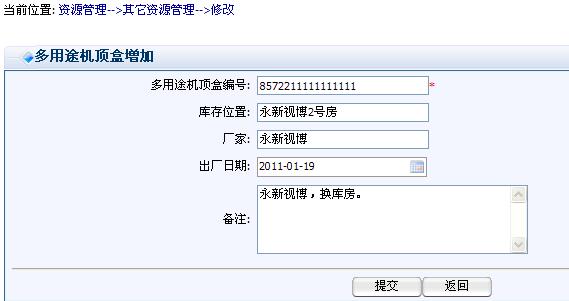 当前位置: 资源管理-->其它资源管理-->修改
多用途机顶盒增加
多用途机顶盒编号: 8572211111111111 *
库存位置: 永新视博2号房
厂家: 永新视博
出厂日期: 2011-01-19
备注: 永新视博，换库房。
提交 返回